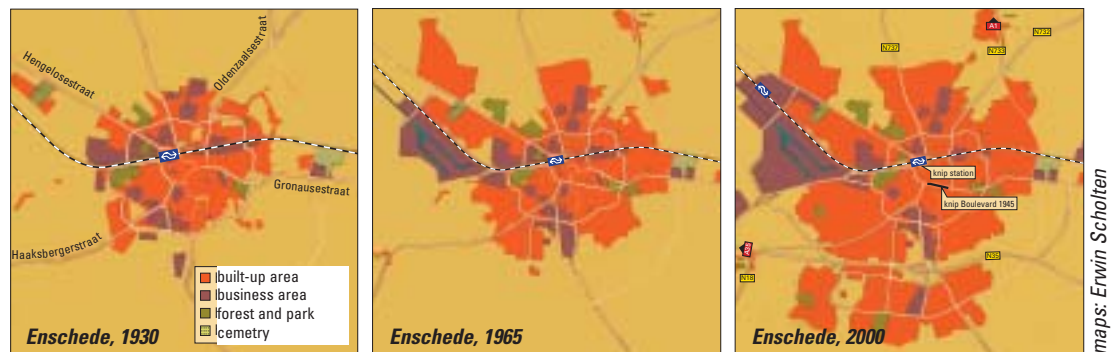 Hengelosestraat
Oldenzaalsestraat
Gronausestraat
Haaksbergerstraat
built-up area
business area
forest and park
cemetry
Enschede, 1930
Enschede, 1965
A1
N737
N732
N733
knip station
knip Boulevard 1945
A35
N35
N18
Enschede, 2000
maps: Erwin Scholten